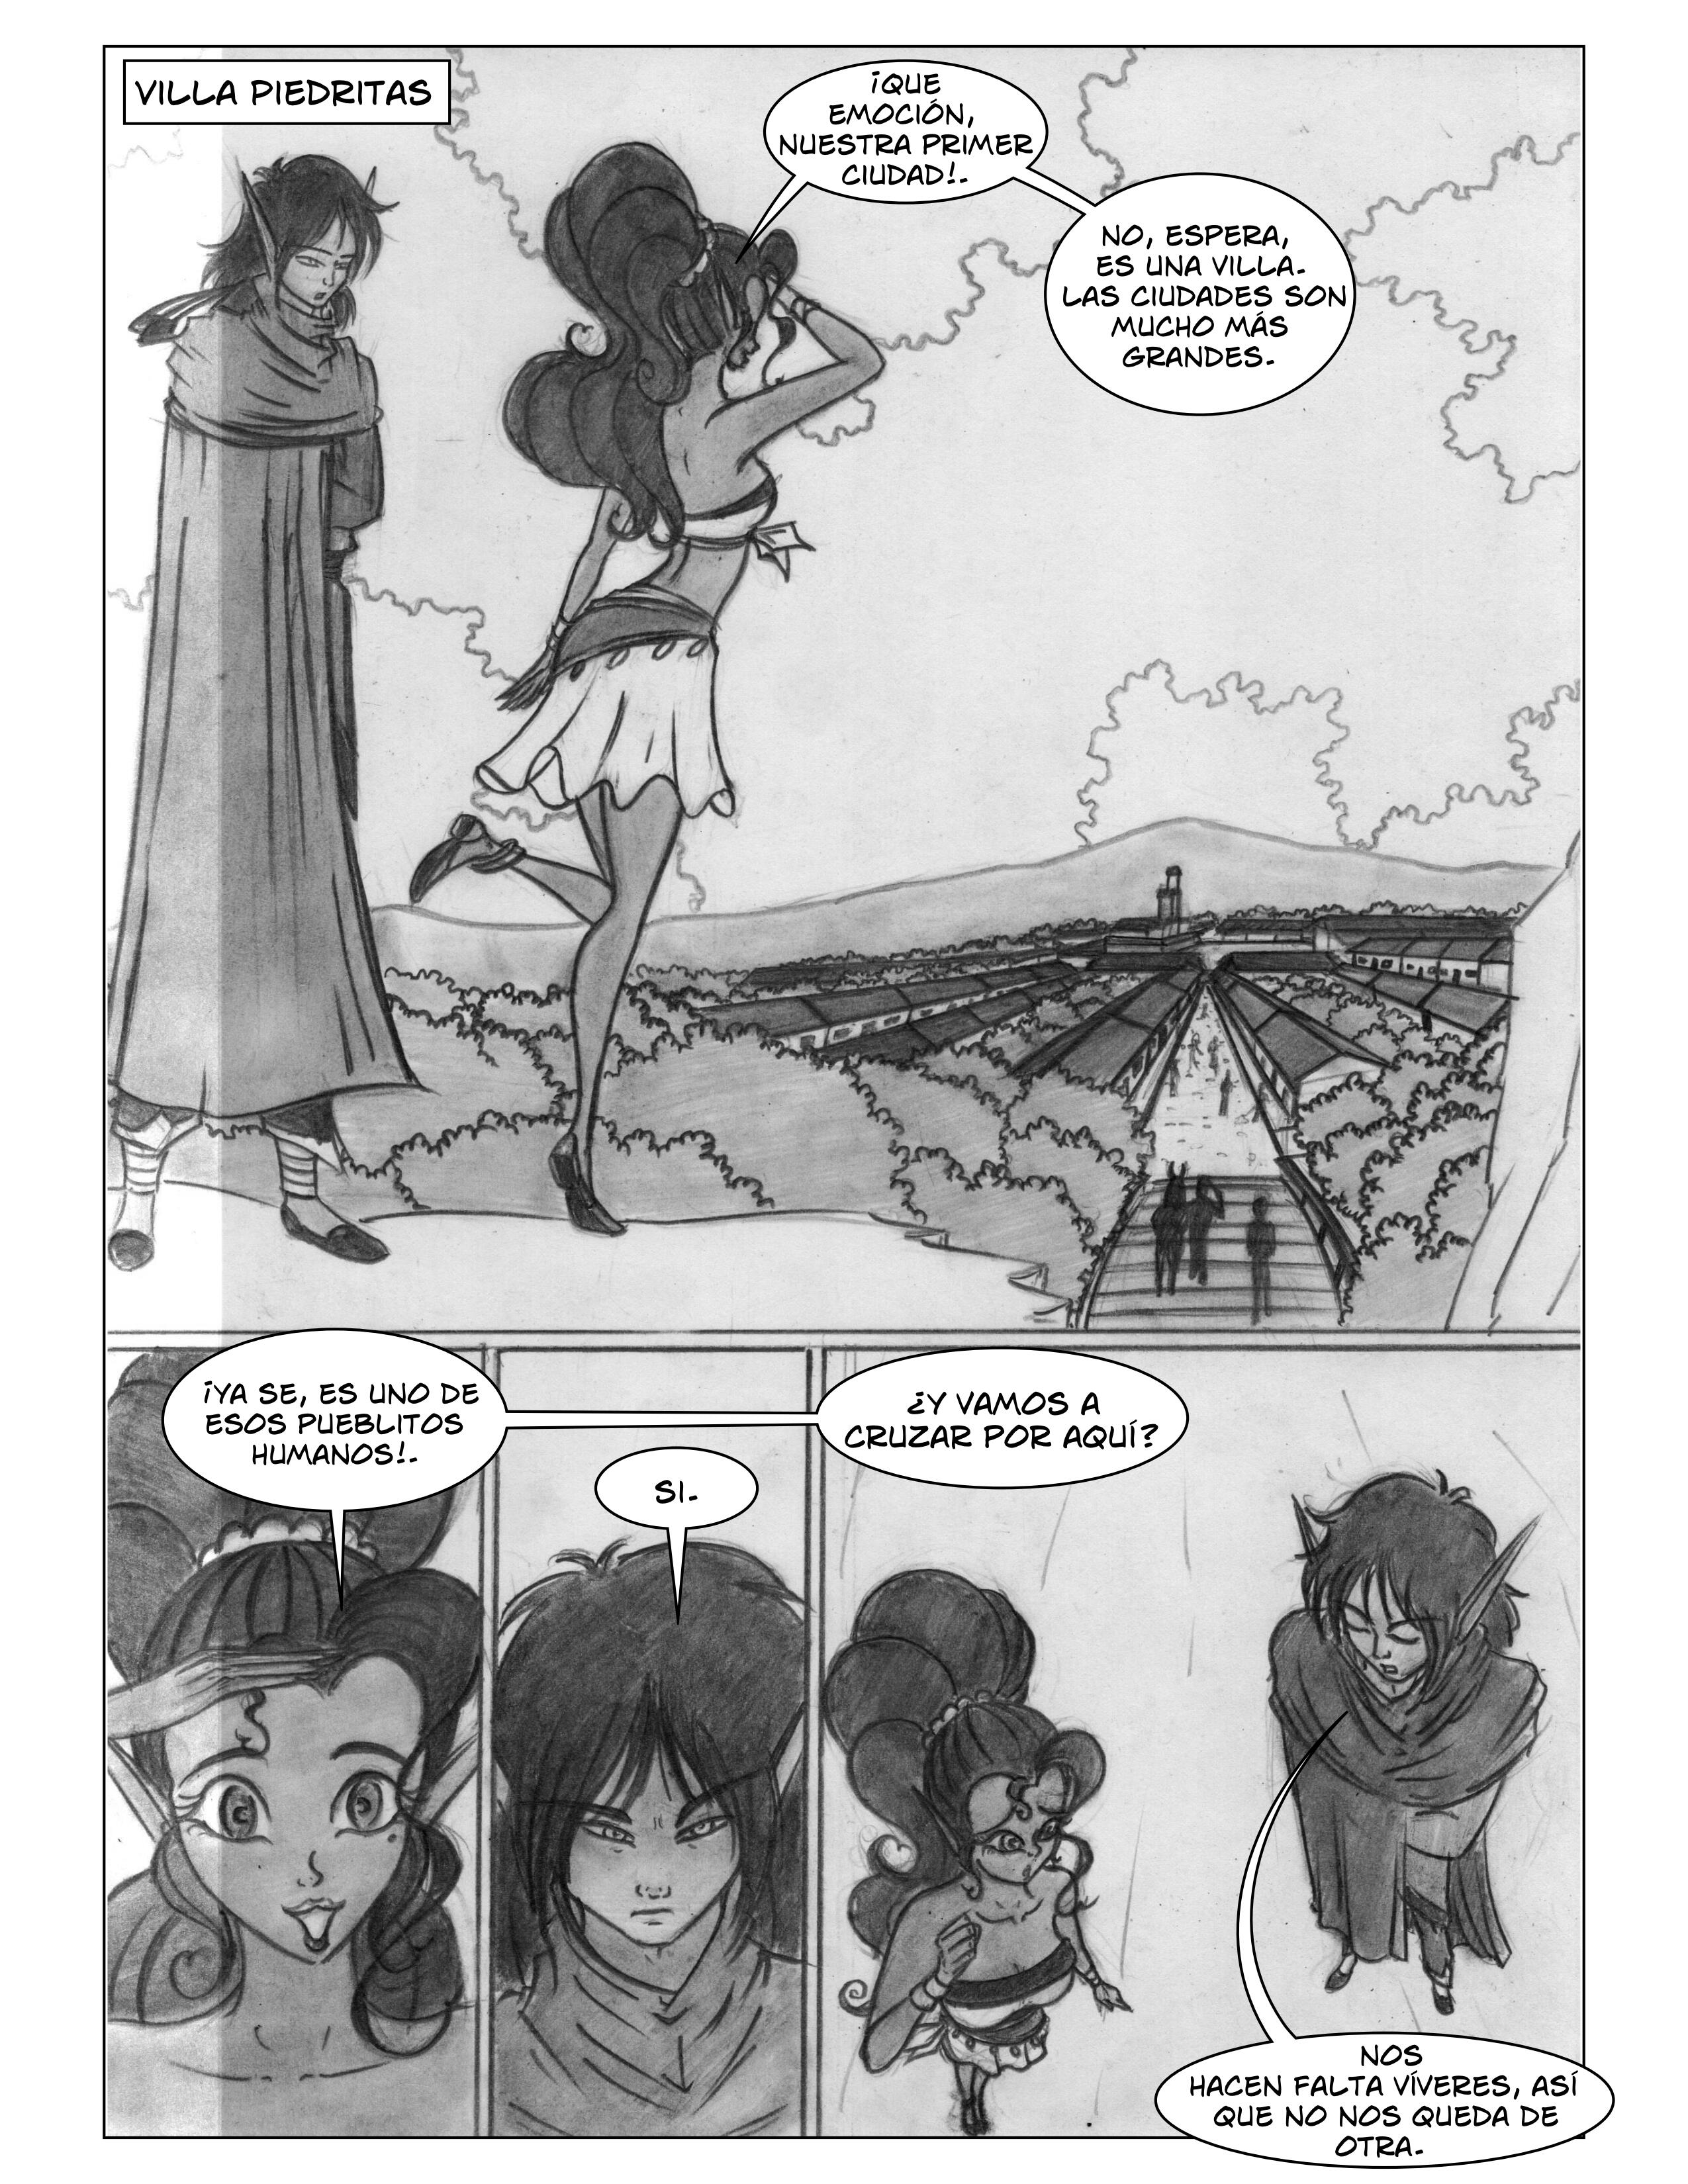 VILLA PIEDRITAS
¡QUE
EMOCIÓN,
NUESTRA PRIMER
CIUDAD!.
NO, ESPERA,
ES UNA VILLA.
LAS CIUDADES SON
MUCHO MÁS
GRANDES.
¡YA SE, ES UNO DE
ESOS PUEBLITOS
HUMANOS!.
SI.
¿Y VAMOS A
CRUZAR POR AQUÍ?
NOS
HACEN FALTA VÍVERES, ASÍ
QUE NO NOS QUEDA DE
OTRA.